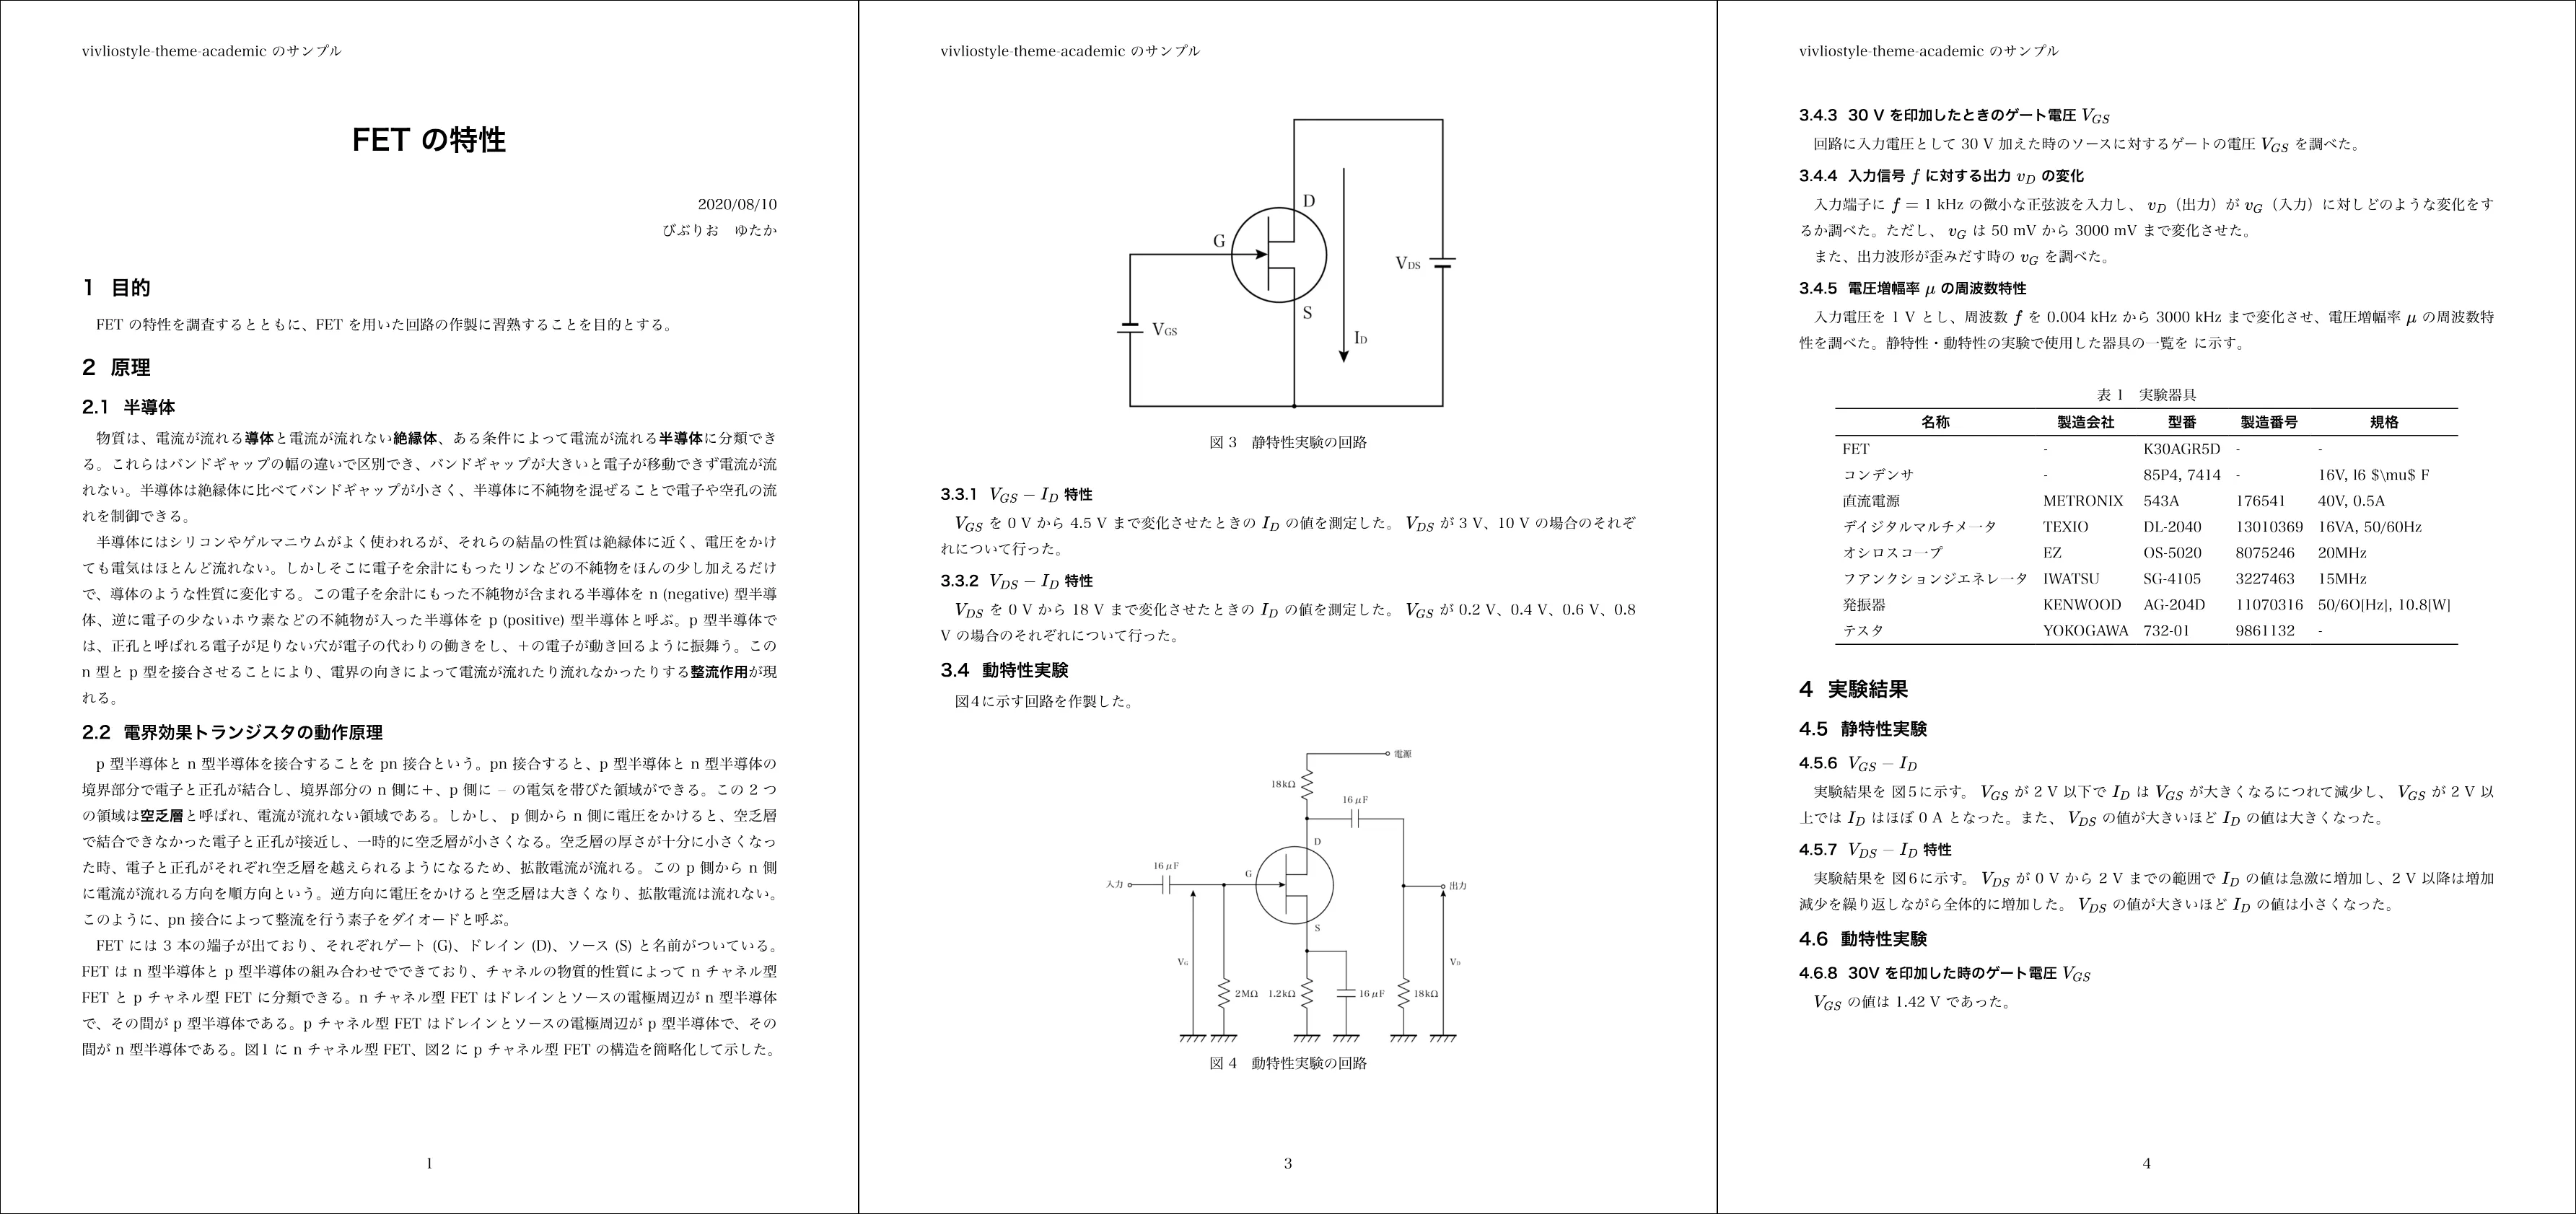 vivliostyle-theme-academic のサンプル
FET の特性
2020/08/10
びぶりお　ゆたか
1 目的
FET の特性を調査するとともに、FET を用いた回路の作製に習熟することを目的とする。
2 原理
2.1 半導体
物質は、電流が流れる導体と電流が流れない絶縁体、ある条件によって電流が流れる半導体に分類でき
る。これらはバンドギャップの幅の違いで区別でき、バンドギャップが大きいと電子が移動できず電流が流
れない。半導体は絶縁体に比べてバンドギャップが小さく、半導体に不純物を混ぜることで電子や空孔の流
れを制御できる。
半導体にはシリコンやゲルマニウムがよく使われるが、それらの結晶の性質は絶縁体に近く、電圧をかけ
ても電気はほとんど流れない。しかしそこに電子を余計にもったリンなどの不純物をほんの少し加えるだけ
で、導体のような性質に変化する。この電子を余計にもった不純物が含まれる半導体を n (negative) 型半導
体、逆に電子の少ないホウ素などの不純物が入った半導体を p (positive) 型半導体と呼ぶ。p 型半導体で
は、正孔と呼ばれる電子が足りない穴が電子の代わりの働きをし、＋の電子が動き回るように振舞う。この
n 型と p 型を接合させることにより、電界の向きによって電流が流れたり流れなかったりする整流作用が現
れる。
2.2 電界効果トランジスタの動作原理
p 型半導体と n 型半導体を接合することを pn 接合という。pn 接合すると、p 型半導体と n 型半導体の
境界部分で電子と正孔が結合し、境界部分の n 側に＋、p 側に − の電気を帯びた領域ができる。この 2 つ
の領域は空乏層と呼ばれ、電流が流れない領域である。しかし、 p 側から n 側に電圧をかけると、空乏層
で結合できなかった電子と正孔が接近し、一時的に空乏層が小さくなる。空乏層の厚さが十分に小さくなっ
た時、電子と正孔がそれぞれ空乏層を越えられるようになるため、拡散電流が流れる。この p 側から n 側
に電流が流れる方向を順方向という。逆方向に電圧をかけると空乏層は大きくなり、拡散電流は流れない。
このように、pn 接合によって整流を行う素子をダイオードと呼ぶ。
FET には 3 本の端子が出ており、それぞれゲート (G)、ドレイン (D)、ソース (S) と名前がついている。
FET は n 型半導体と p 型半導体の組み合わせでできており、チャネルの物質的性質によって n チャネル型
FET と p チャネル型 FET に分類できる。n チャネル型 FET はドレインとソースの電極周辺が n 型半導体
で、その間が p 型半導体である。p チャネル型 FET はドレインとソースの電極周辺が p 型半導体で、その
間が n 型半導体である。図1 に n チャネル型 FET、図2 に p チャネル型 FET の構造を簡略化して示した。
1
vivliostyle-theme-academic のサンプル
D
G
VDS
S
VGS
ID
図 3　静特性実験の回路
3.3.1 VGS − ID 特性
VGS を 0 V から 4.5 V まで変化させたときの ID の値を測定した。 VDS が 3 V、10 V の場合のそれぞ
れについて行った。
3.3.2 VDS − ID 特性
VDS を 0 V から 18 V まで変化させたときの ID の値を測定した。 VGS が 0.2 V、0.4 V、0.6 V、0.8
V の場合のそれぞれについて行った。
3.4 動特性実験
図4に示す回路を作製した。
電源
18kΩ
16μF
D
16μF
G
入力
出力
S
VG
VD
2MΩ
1.2kΩ
16μF
18kΩ
図 4　動特性実験の回路
3
vivliostyle-theme-academic のサンプル
3.4.3 30 V を印加したときのゲート電圧 VGS
回路に入力電圧として 30 V 加えた時のソースに対するゲートの電圧 VGS を調べた。
3.4.4 入力信号 f に対する出力 vD の変化
入力端子に f = 1 kHz の微小な正弦波を入力し、 vD（出力）が vG（入力）に対しどのような変化をす
るか調べた。ただし、 vG は 50 mV から 3000 mV まで変化させた。
また、出力波形が歪みだす時の vG を調べた。
3.4.5 電圧増幅率 μ の周波数特性
入力電圧を 1 V とし、周波数 f を 0.004 kHz から 3000 kHz まで変化させ、電圧増幅率 μ の周波数特
性を調べた。静特性・動特性の実験で使用した器具の一覧を に示す。
表 1　実験器具
名称 製造会社 型番 製造番号 規格
FET - K30AGR5D - -
コンデンサ - 85P4, 7414 - 16V, l6 $\mu$ F
直流電源 METRONIX 543A 176541 40V, 0.5A
デイジタルマルチメータ TEXIO DL-2040 13010369 16VA, 50/60Hz
オシロスコープ EZ OS-5020 8075246 20MHz
フアンクションジエネレータ IWATSU SG-4105 3227463 15MHz
発振器 KENWOOD AG-204D 11070316 50/6O[Hz], 10.8[W]
テスタ YOKOGAWA 732-01 9861132 -
4 実験結果
4.5 静特性実験
4.5.6 VGS − ID
実験結果を 図5に示す。 VGS が 2 V 以下で ID は VGS が大きくなるにつれて減少し、 VGS が 2 V 以
上では ID はほぼ 0 A となった。また、 VDS の値が大きいほど ID の値は大きくなった。
4.5.7 VDS − ID 特性
実験結果を 図6に示す。 VDS が 0 V から 2 V までの範囲で ID の値は急激に増加し、2 V 以降は増加
減少を繰り返しながら全体的に増加した。 VDS の値が大きいほど ID の値は小さくなった。
4.6 動特性実験
4.6.8 30V を印加した時のゲート電圧 VGS
VGS の値は 1.42 V であった。
4